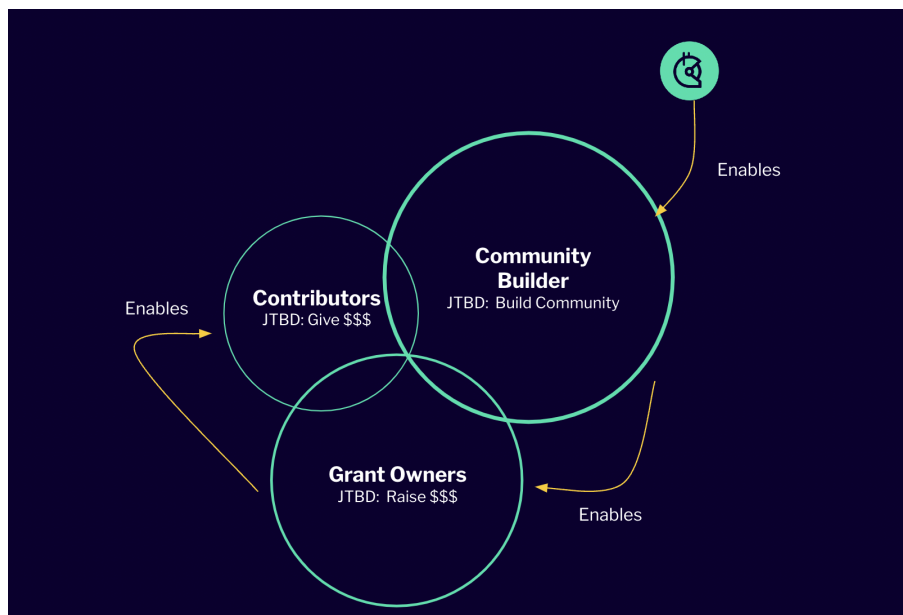 Enables
Community
Builder
JTBD: Build Community
Contributors
JTBD: Give $$$
Enables
Grant Owners
JTBD: Raise $$$
Enables